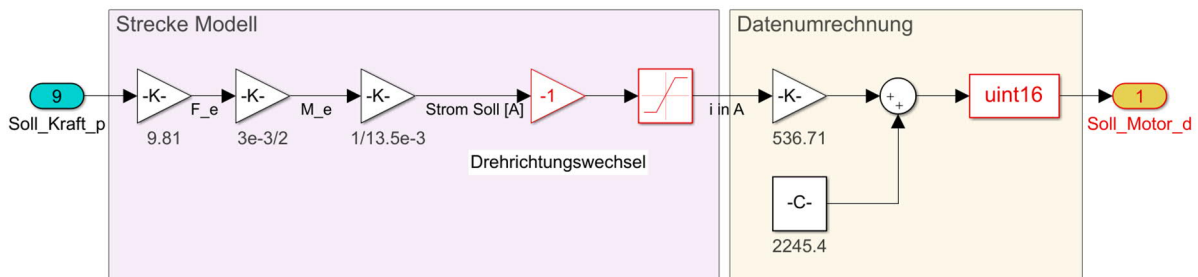 Strecke Modell
Datenumrechnung
9
Soll_Kraft_p
-K-
9.81
F_e
-K-
3e-3/2
M_e
-K-
1/13.5e-3
Strom Soll [A]
-1
Drehrichtungswechsel
i in A
-K-
536.71
-C-
2245.4
+
+
uint16
1
Soll_Motor_d